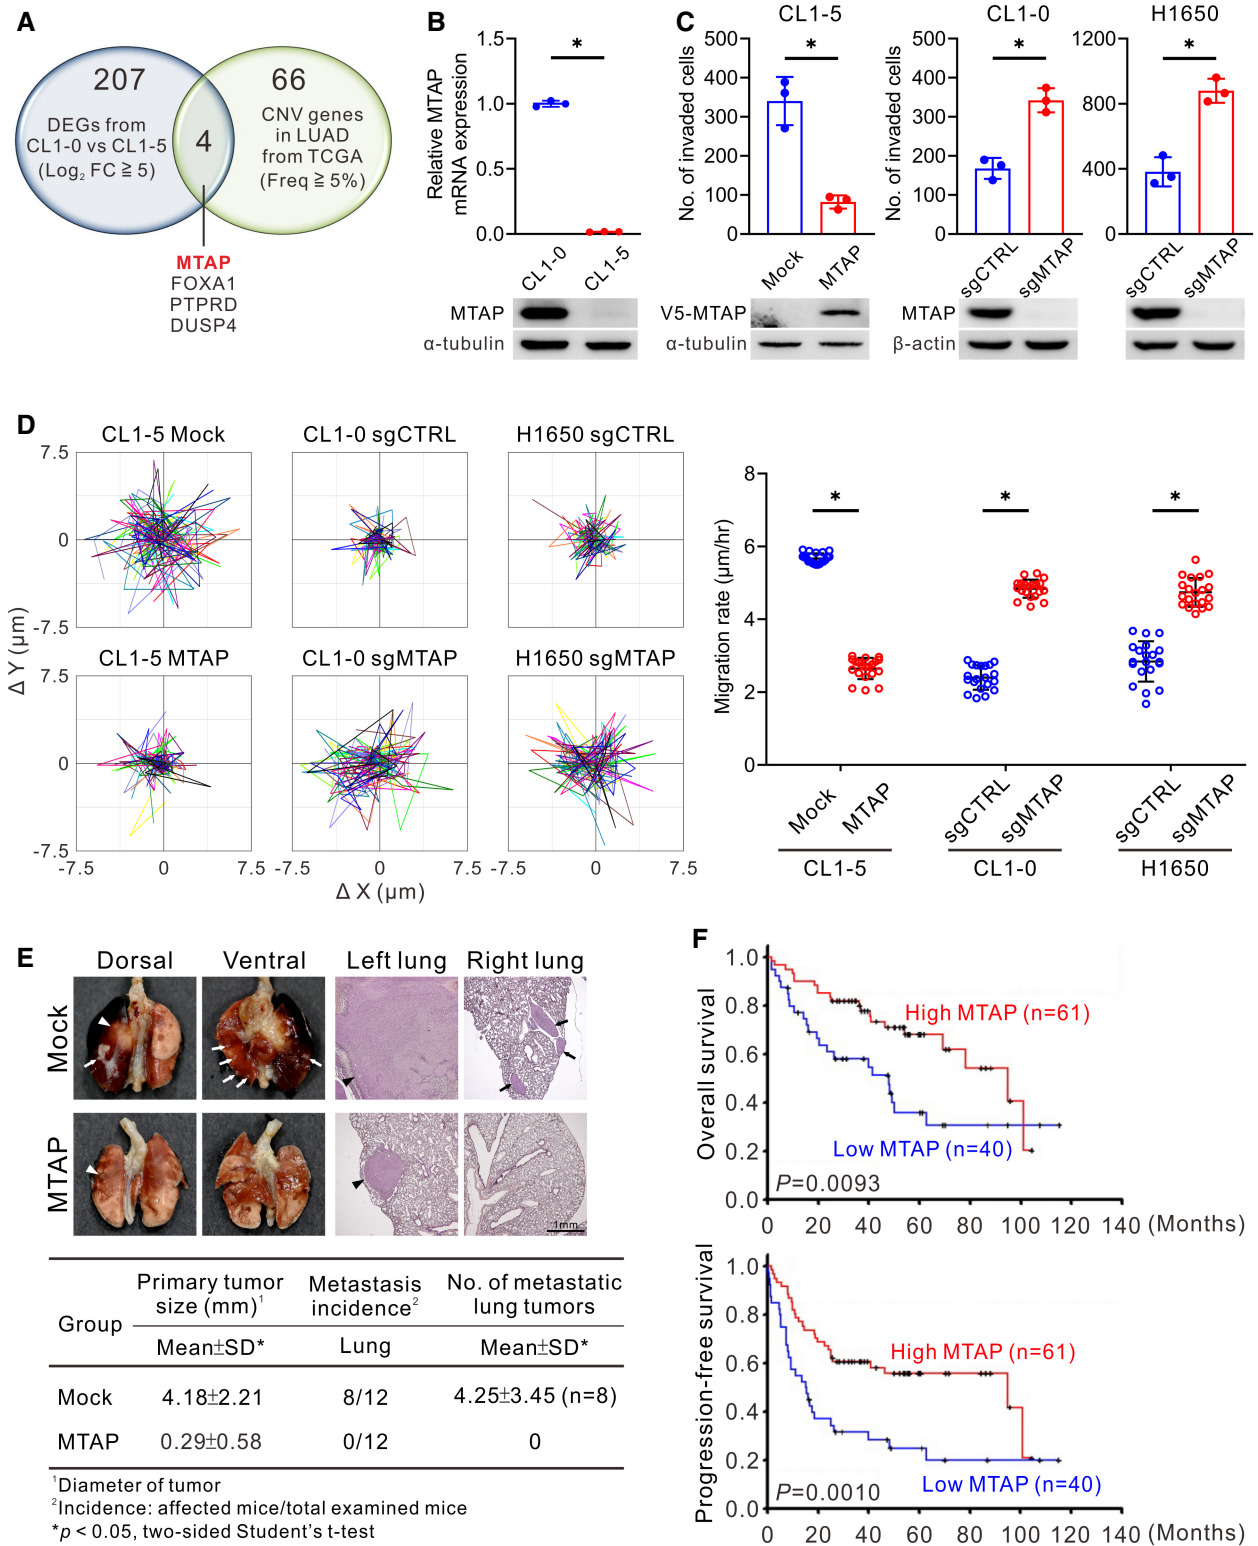 A
207
66
DEGs from
CL1-0 vs CL1-5
(Log2 FC ≧ 5)
4
CNV genes
in LUAD
from TCGA
(Freq ≧ 5%)
MTAP
FOXA1
PTPRD
DUSP4
B
Relative MTAP
mRNA expression
1.5
1.0
0.5
0.0
*
CL1-0
CL1-5
MTAP
α-tubulin
C
CL1-5
No. of invaded cells
500
400
300
200
100
0
*
Mock
MTAP
V5-MTAP
α-tubulin
CL1-0
No. of invaded cells
500
400
300
200
100
0
*
sgCTRL
sgMTAP
MTAP
β-actin
H1650
1200
800
400
0
*
sgCTRL
sgMTAP
D
CL1-5 Mock
CL1-0 sgCTRL
H1650 sgCTRL
7.5
0
-7.5
CL1-5 MTAP
CL1-0 sgMTAP
H1650 sgMTAP
7.5
0
-7.5
Δ Y (µm)
-7.5
0
7.5
-7.5
0
7.5
-7.5
0
7.5
Δ X (µm)
Migration rate (µm/hr)
8
6
4
2
0
*
*
*
Mock
MTAP
sgCTRL
sgMTAP
sgCTRL
sgMTAP
CL1-5
CL1-0
H1650
E
Dorsal
Ventral
Left lung
Right lung
Mock
MTAP
1mm
Group
Primary tumor
size (mm)1
Metastasis
incidence2
No. of metastatic
lung tumors
Mean±SD*
Lung
Mean±SD*
Mock
4.18±2.21
8/12
4.25±3.45 (n=8)
MTAP
0.29±0.58
0/12
0
1Diameter of tumor
2Incidence: affected mice/total examined mice
*p < 0.05, two-sided Student's t-test
F
Overall survival
1.0
0.8
0.6
0.4
0.2
0.0
High MTAP (n=61)
Low MTAP (n=40)
P=0.0093
0 20 40 60 80 100 120 140 (Months)
Progression-free survival
1.0
0.8
0.6
0.4
0.2
0.0
High MTAP (n=61)
Low MTAP (n=40)
P=0.0010
0 20 40 60 80 100 120 140 (Months)